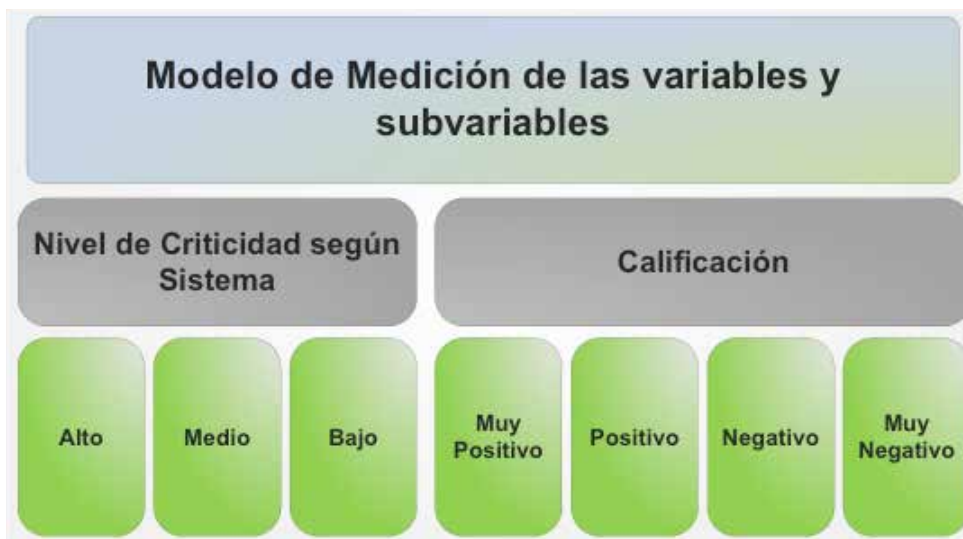 Modelo de Medición de las variables y
subvariables
Nivel de Criticidad según
Sistema
Calificación
Alto
Medio
Bajo
Muy
Positivo
Positivo
Negativo
Muy
Negativo